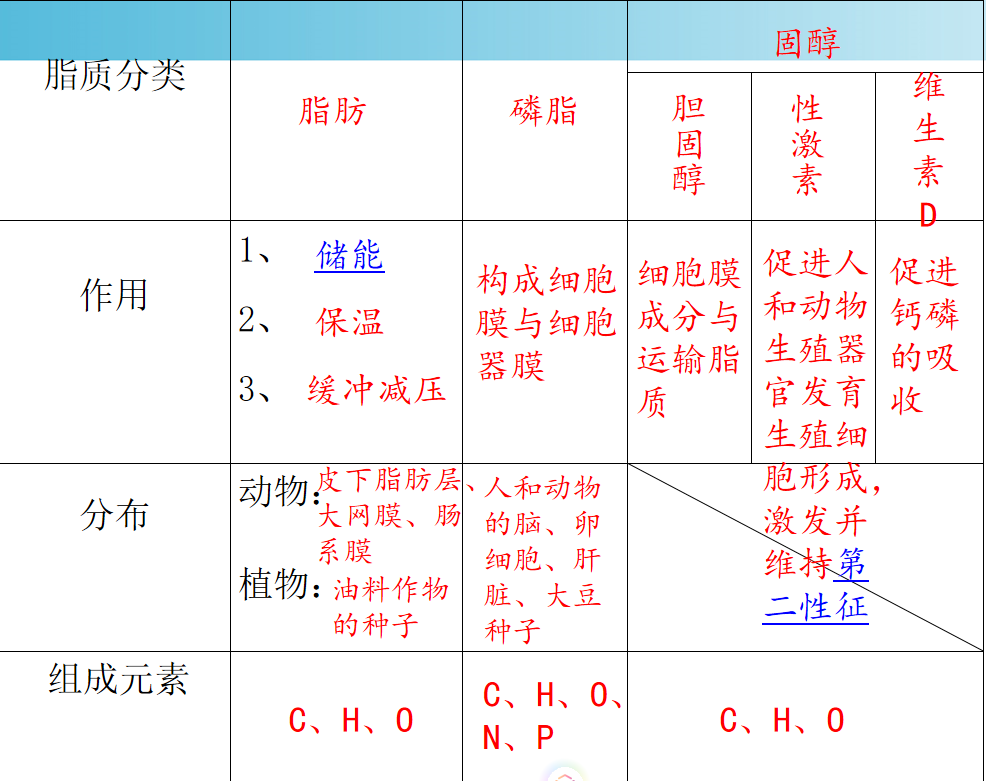 脂质分类
脂肪
磷脂
固醇
胆
固
醇
性
激
素
维
生
素
D
作用
1、 储能
2、 保温
3、 缓冲减压
构成细胞
膜与细胞
器膜
细胞膜
成分与
运输脂
质
促进人
和动物
生殖器
官发育
生殖细
胞形成，
激发并
维持第
二性征
促进
钙磷
的吸
收
分布
动物：皮下脂肪层、
大网膜、肠
系膜
植物：油料作物
的种子
人和动物
的脑、卵
细胞、肝
脏、大豆
种子
组成元素
C、H、O
C、H、O、
N、P
C、H、O